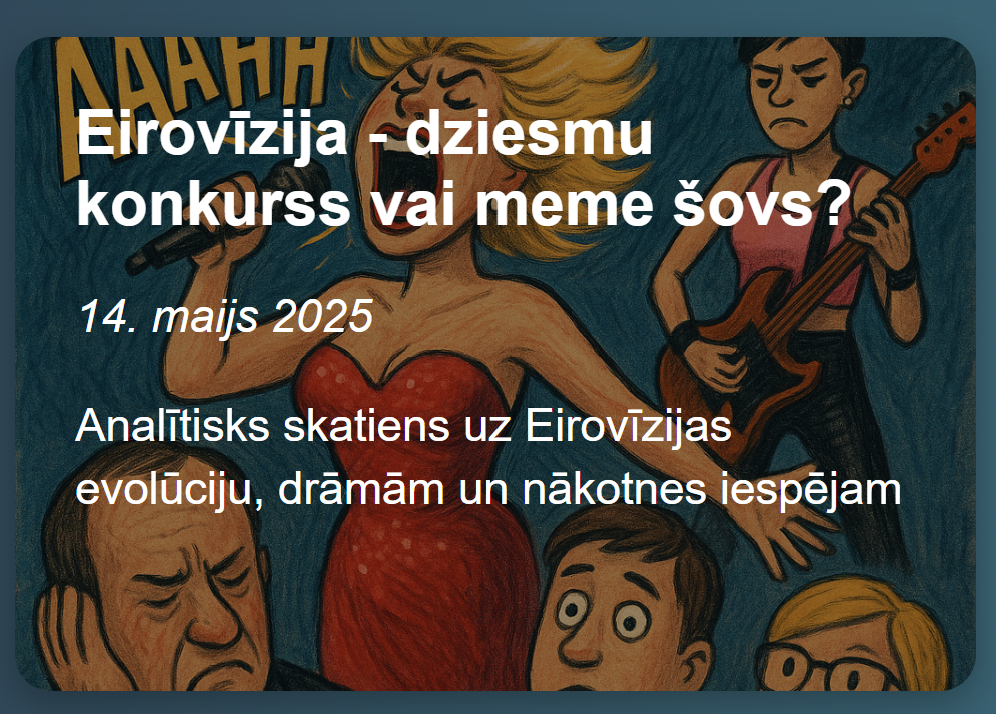 AAAHH
Eirovīzija - dziesmu
konkurss vai meme šovs?
14. maijs 2025
Analītisks skatiens uz Eirovīzijas
evolūciju, drāmām un nākotnes iespējam